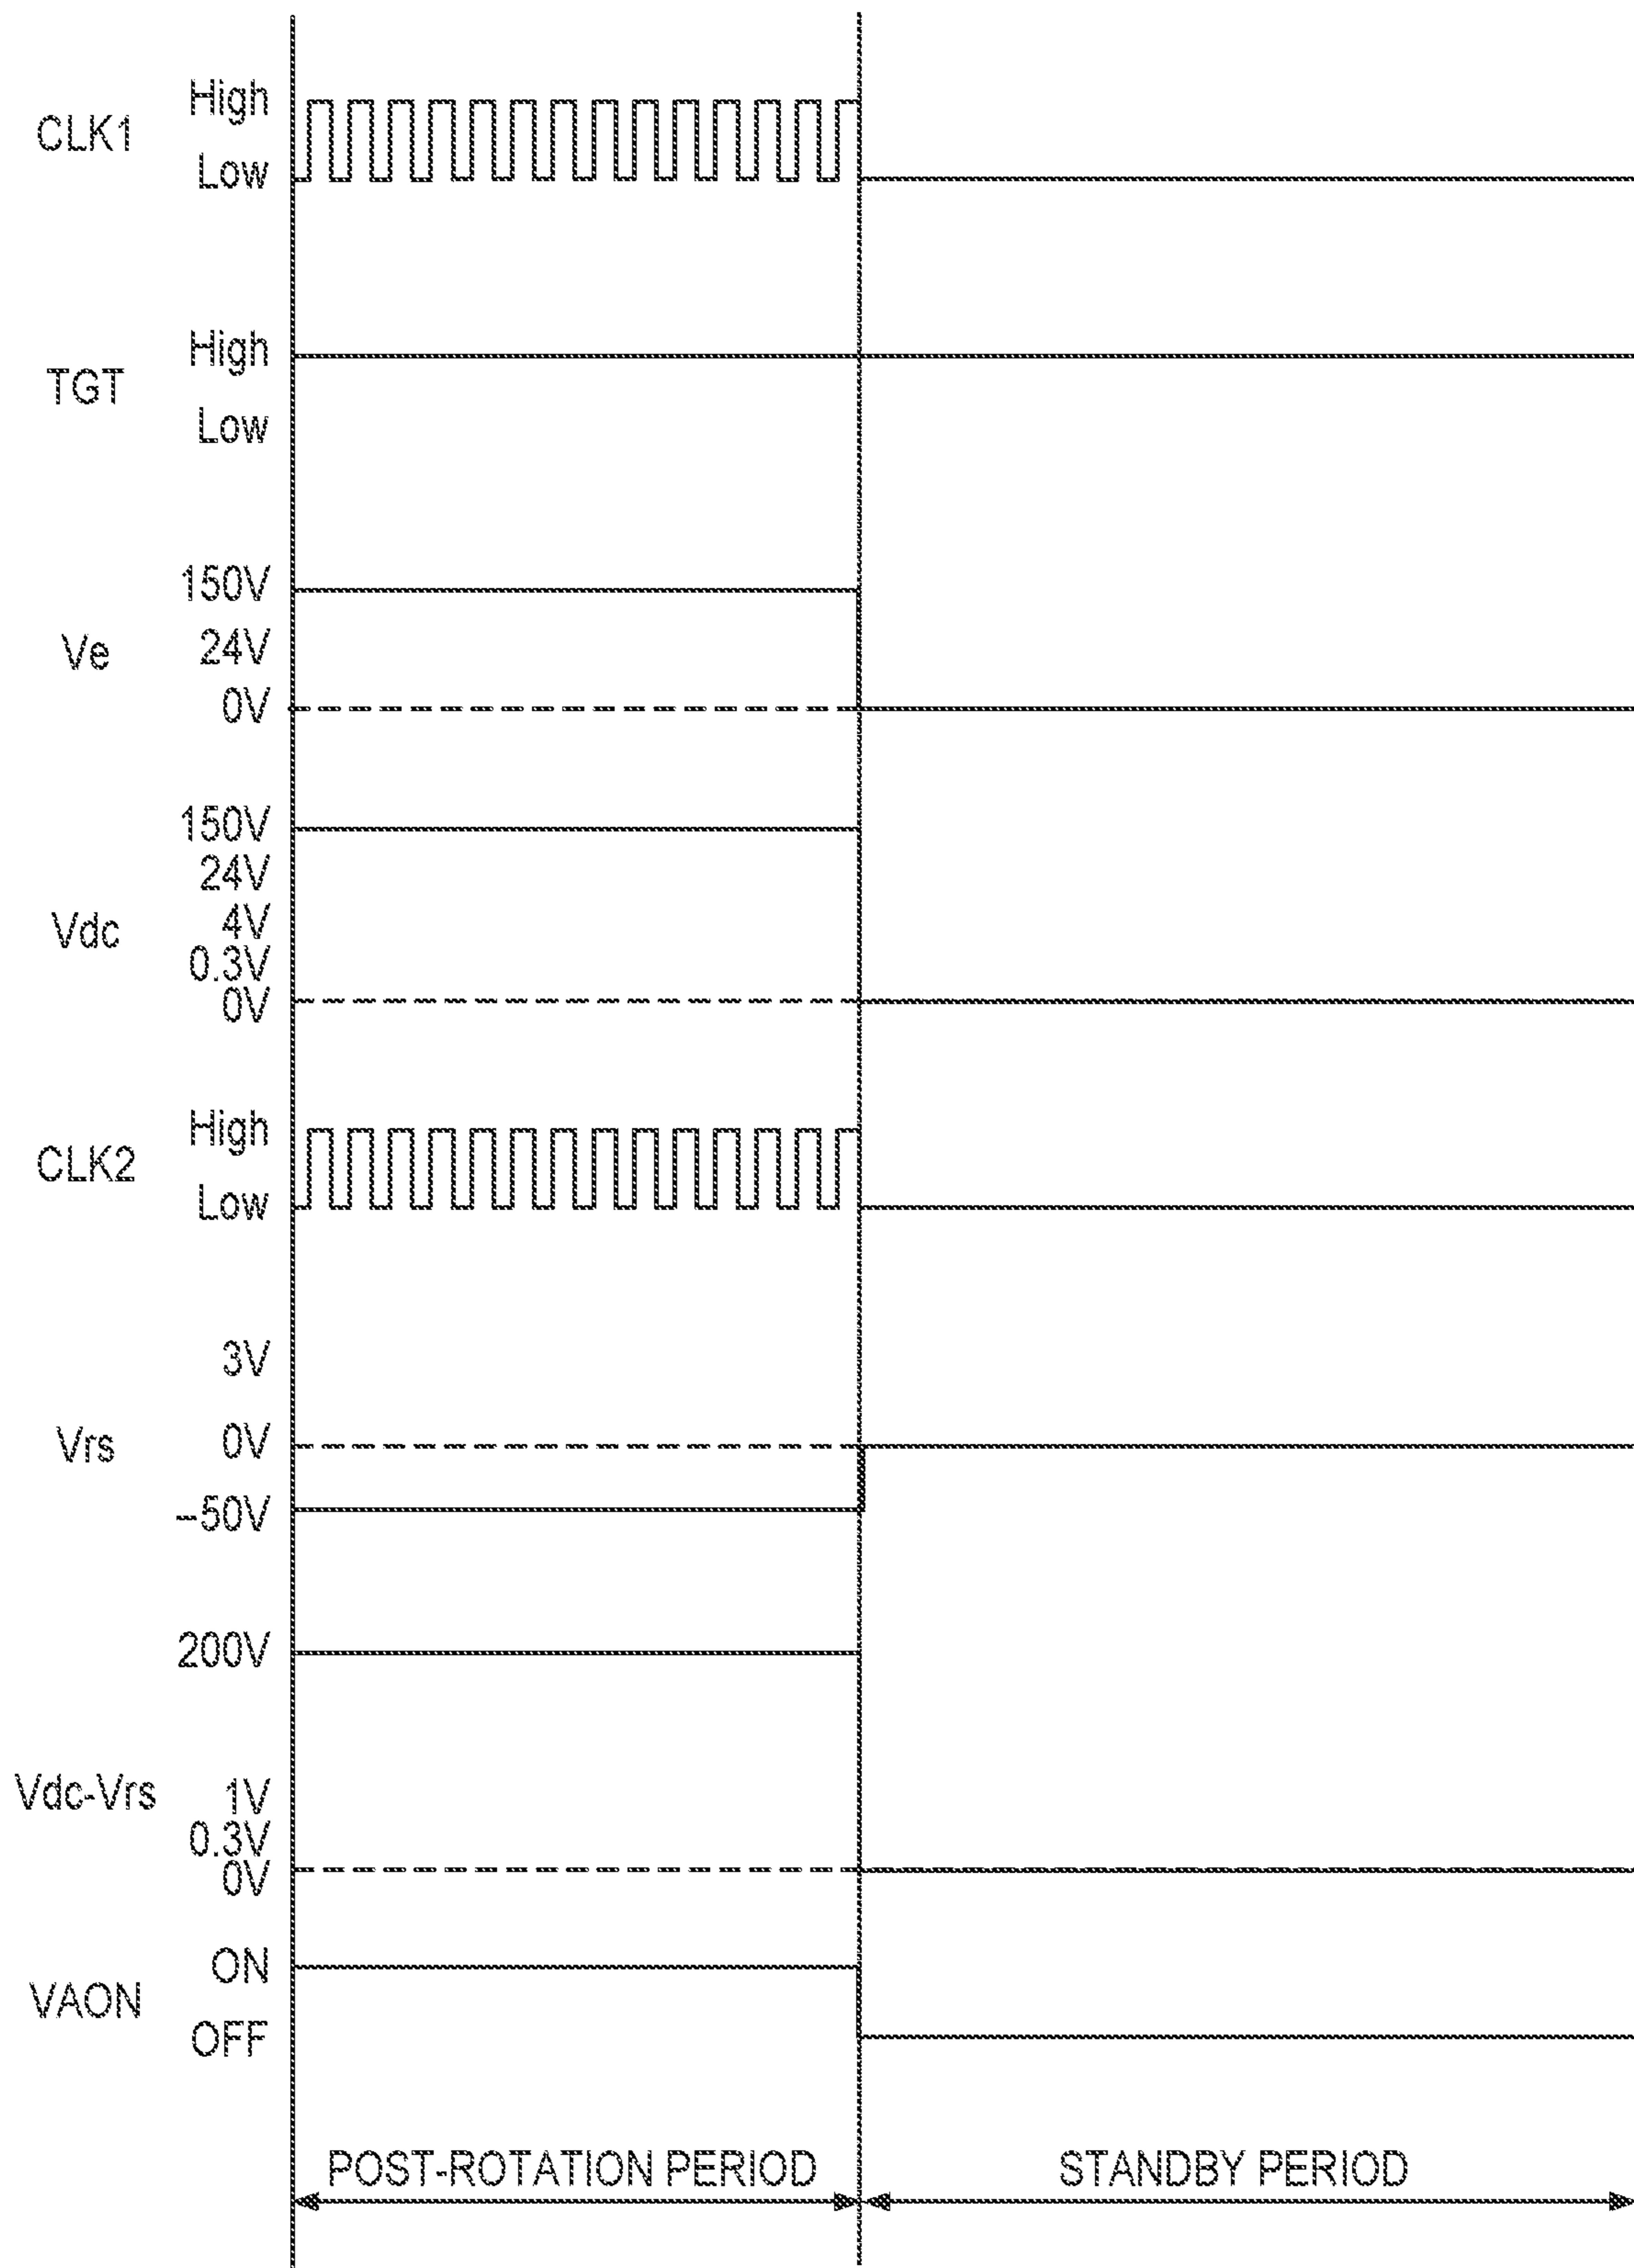 High
CLK1
Low
High
TGT
Low
150V
24V
Ve
0V
150V
24V
4V
Vdc
0.3V
0V
High
CLK2
Low
3V
0V
Vrs
−50V
200V
Vdc-Vrs
1V
0.3V
0V
ON
VAON
OFF
POST-ROTATION PERIOD
STANDBY PERIOD